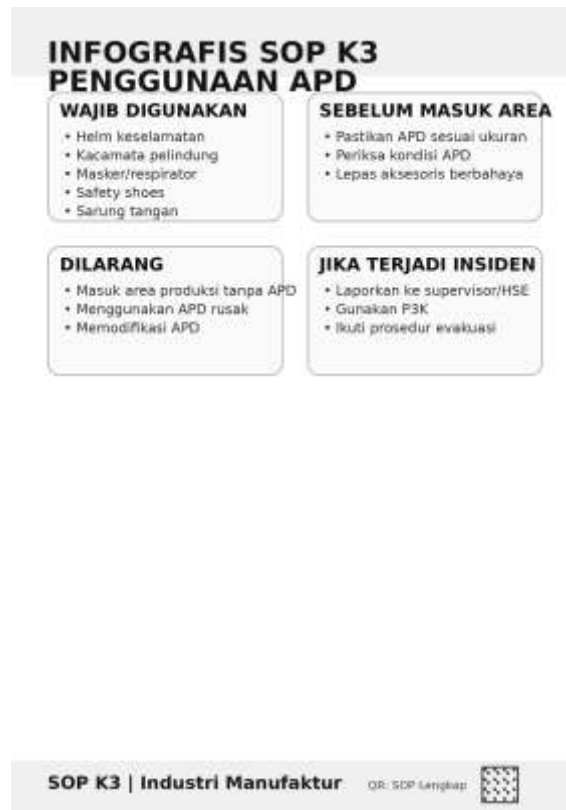 INFOGRAFIS SOP K3
PENGGUNAAN APD
WAJIB DIGUNAKAN
• Helm keselamatan
• Kacamata pelindung
• Masker/respirator
• Safety shoes
• Sarung tangan
SEBELUM MASUK AREA
• Pastikan APD sesuai ukuran
• Periksa kondisi APD
• Lepas aksesoris berbahaya
DILARANG
• Masuk area produksi tanpa APD
• Menggunakan APD rusak
• Memodifikasi APD
JIKA TERJADI INSIDEN
• Laporkan ke supervisor/HSE
• Gunakan P3K
• Ikuti prosedur evakuasi
SOP K3 | Industri Manufaktur
QR: SOP Lengkap